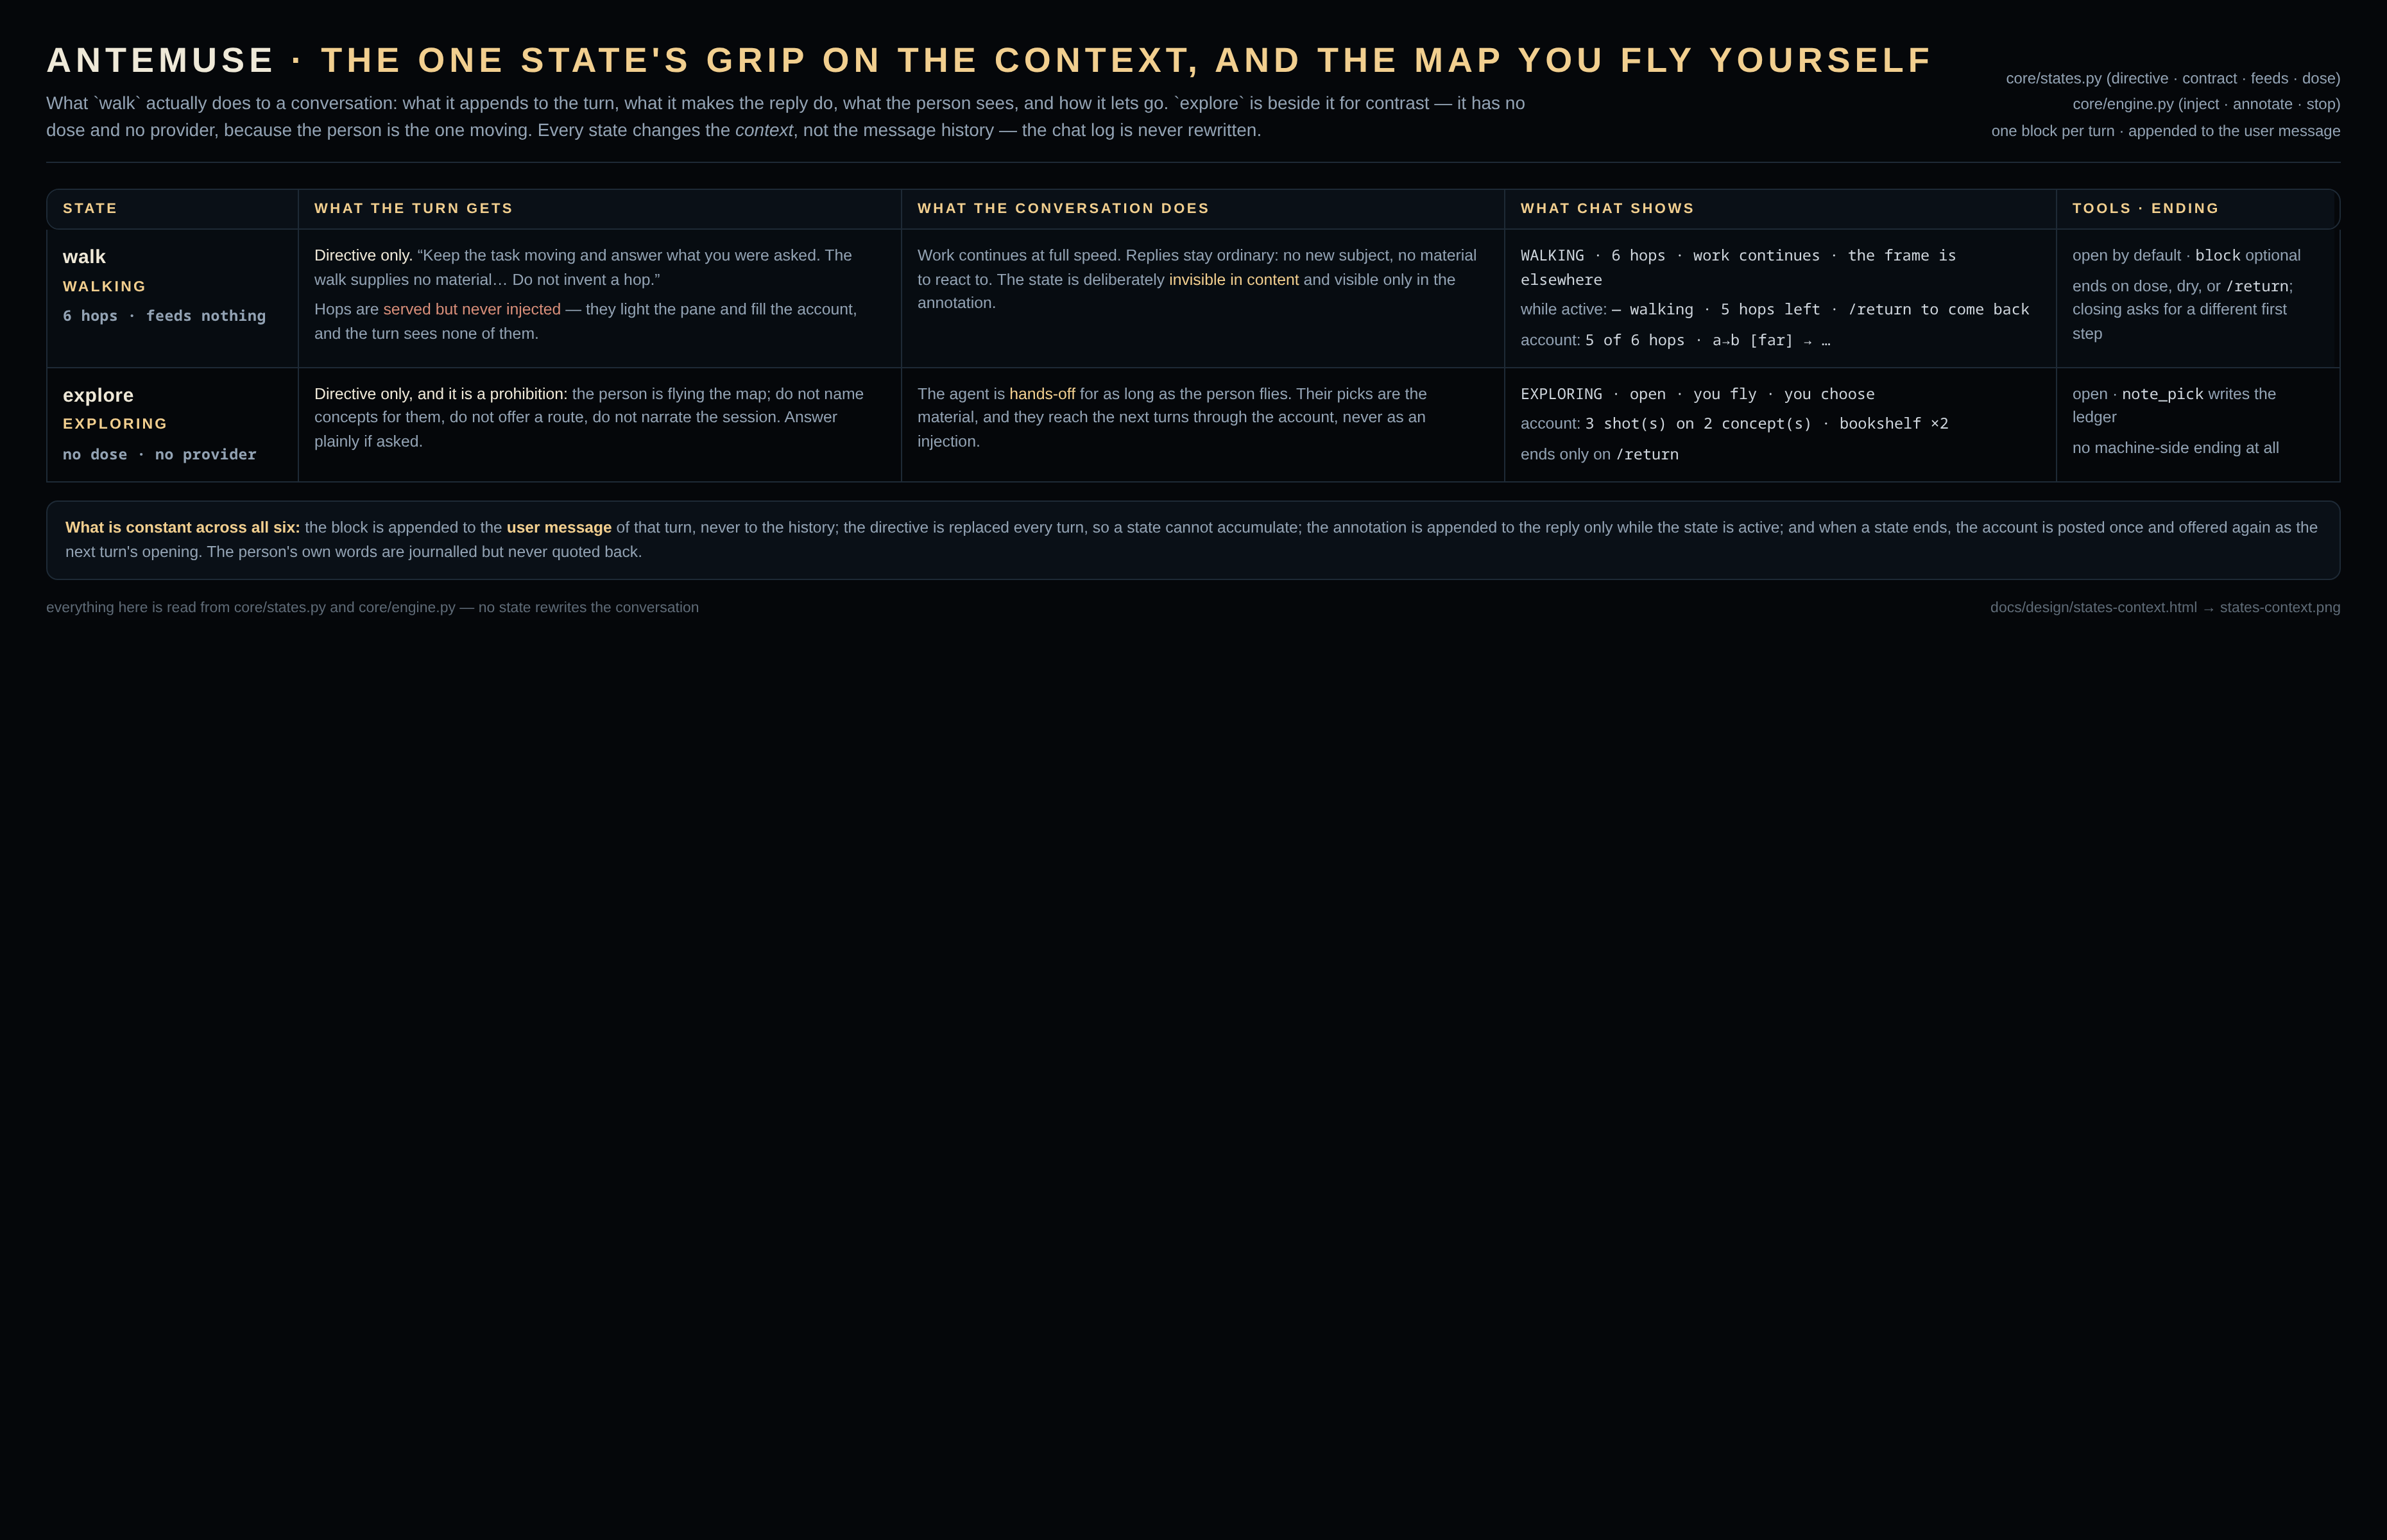 ANTEMUSE · THE ONE STATE'S GRIP ON THE CONTEXT, AND THE MAP YOU FLY YOURSELF
What `walk` actually does to a conversation: what it appends to the turn, what it makes the reply do, what the person sees, and how it lets go. `explore` is beside it for contrast — it has no
dose and no provider, because the person is the one moving. Every state changes the context, not the message history — the chat log is never rewritten.
core/states.py (directive · contract · feeds · dose)
core/engine.py (inject · annotate · stop)
one block per turn · appended to the user message
STATE
WHAT THE TURN GETS
WHAT THE CONVERSATION DOES
WHAT CHAT SHOWS
TOOLS · ENDING
walk
WALKING
6 hops · feeds nothing
Directive only. “Keep the task moving and answer what you were asked. The
walk supplies no material… Do not invent a hop.”
Hops are served but never injected — they light the pane and fill the account,
and the turn sees none of them.
Work continues at full speed. Replies stay ordinary: no new subject, no material
to react to. The state is deliberately invisible in content and visible only in the
annotation.
WALKING · 6 hops · work continues · the frame is
elsewhere
while active: — walking · 5 hops left · /return to come back
account: 5 of 6 hops · a→b [far] → …
open by default · block optional
ends on dose, dry, or /return;
closing asks for a different first
step
explore
EXPLORING
no dose · no provider
Directive only, and it is a prohibition: the person is flying the map; do not name
concepts for them, do not offer a route, do not narrate the session. Answer
plainly if asked.
The agent is hands-off for as long as the person flies. Their picks are the
material, and they reach the next turns through the account, never as an
injection.
EXPLORING · open · you fly · you choose
account: 3 shot(s) on 2 concept(s) · bookshelf ×2
ends only on /return
open · note_pick writes the
ledger
no machine-side ending at all
What is constant across all six: the block is appended to the user message of that turn, never to the history; the directive is replaced every turn, so a state cannot accumulate; the annotation is appended to the reply only while the state is active; and when a state ends, the account is posted once and offered again as the
next turn's opening. The person's own words are journalled but never quoted back.
everything here is read from core/states.py and core/engine.py — no state rewrites the conversation
docs/design/states-context.html → states-context.png